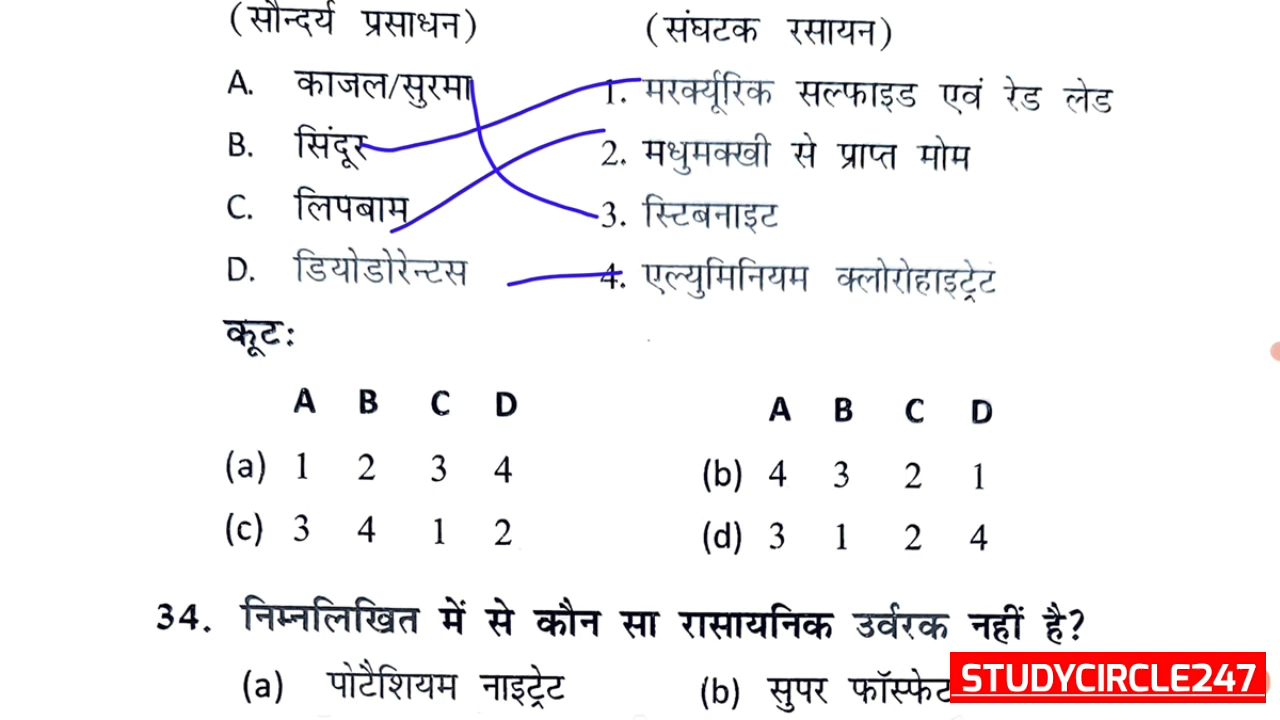 (सौन्दर्य प्रसाधन) (संघटक रसायन)
A. काजल/सुरमा 1. मरक्यूरिक सल्फाइड एवं रेड लेड
B. सिंदूर 2. मधुमक्खी से प्राप्त मोम
C. लिपबाम 3. स्टिबनाइट
D. डियोडोरेन्टस 4. एल्युमिनियम क्लोरोहाइट्रेट
कूटः
A B C D A B C D
(a) 1 2 3 4 (b) 4 3 2 1
(c) 3 4 1 2 (d) 3 1 2 4
34. निम्नलिखित में से कौन सा रासायनिक उर्वरक नहीं है?
(a) पोटैशियम नाइट्रेट (b) सुपर फॉस्फेट
STUDYCIRCLE247